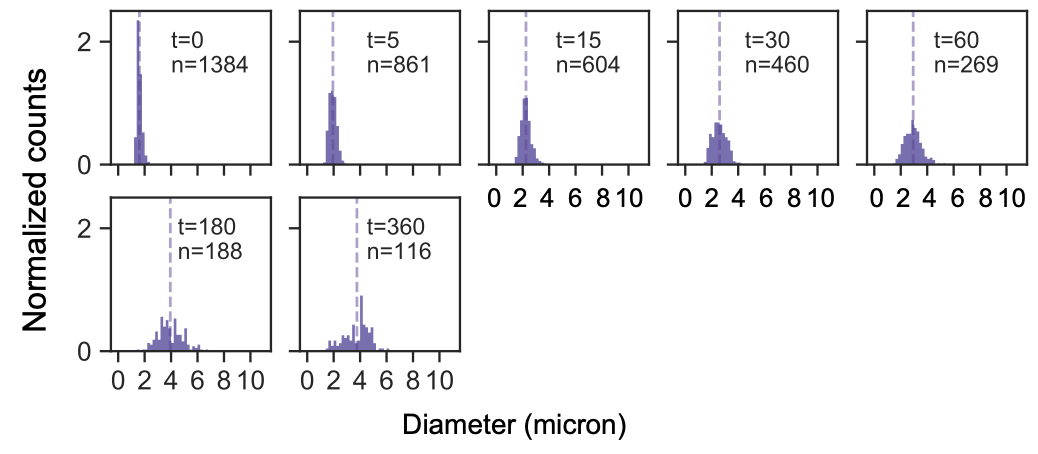 Normalized counts
2
0
t=0
n=1384
t=5
n=861
t=15
n=604
t=30
n=460
t=60
n=269
0 2 4 6 8 10
0 2 4 6 8 10
0 2 4 6 8 10
2
0
t=180
n=188
t=360
n=116
0 2 4 6 8 10
0 2 4 6 8 10
Diameter (micron)